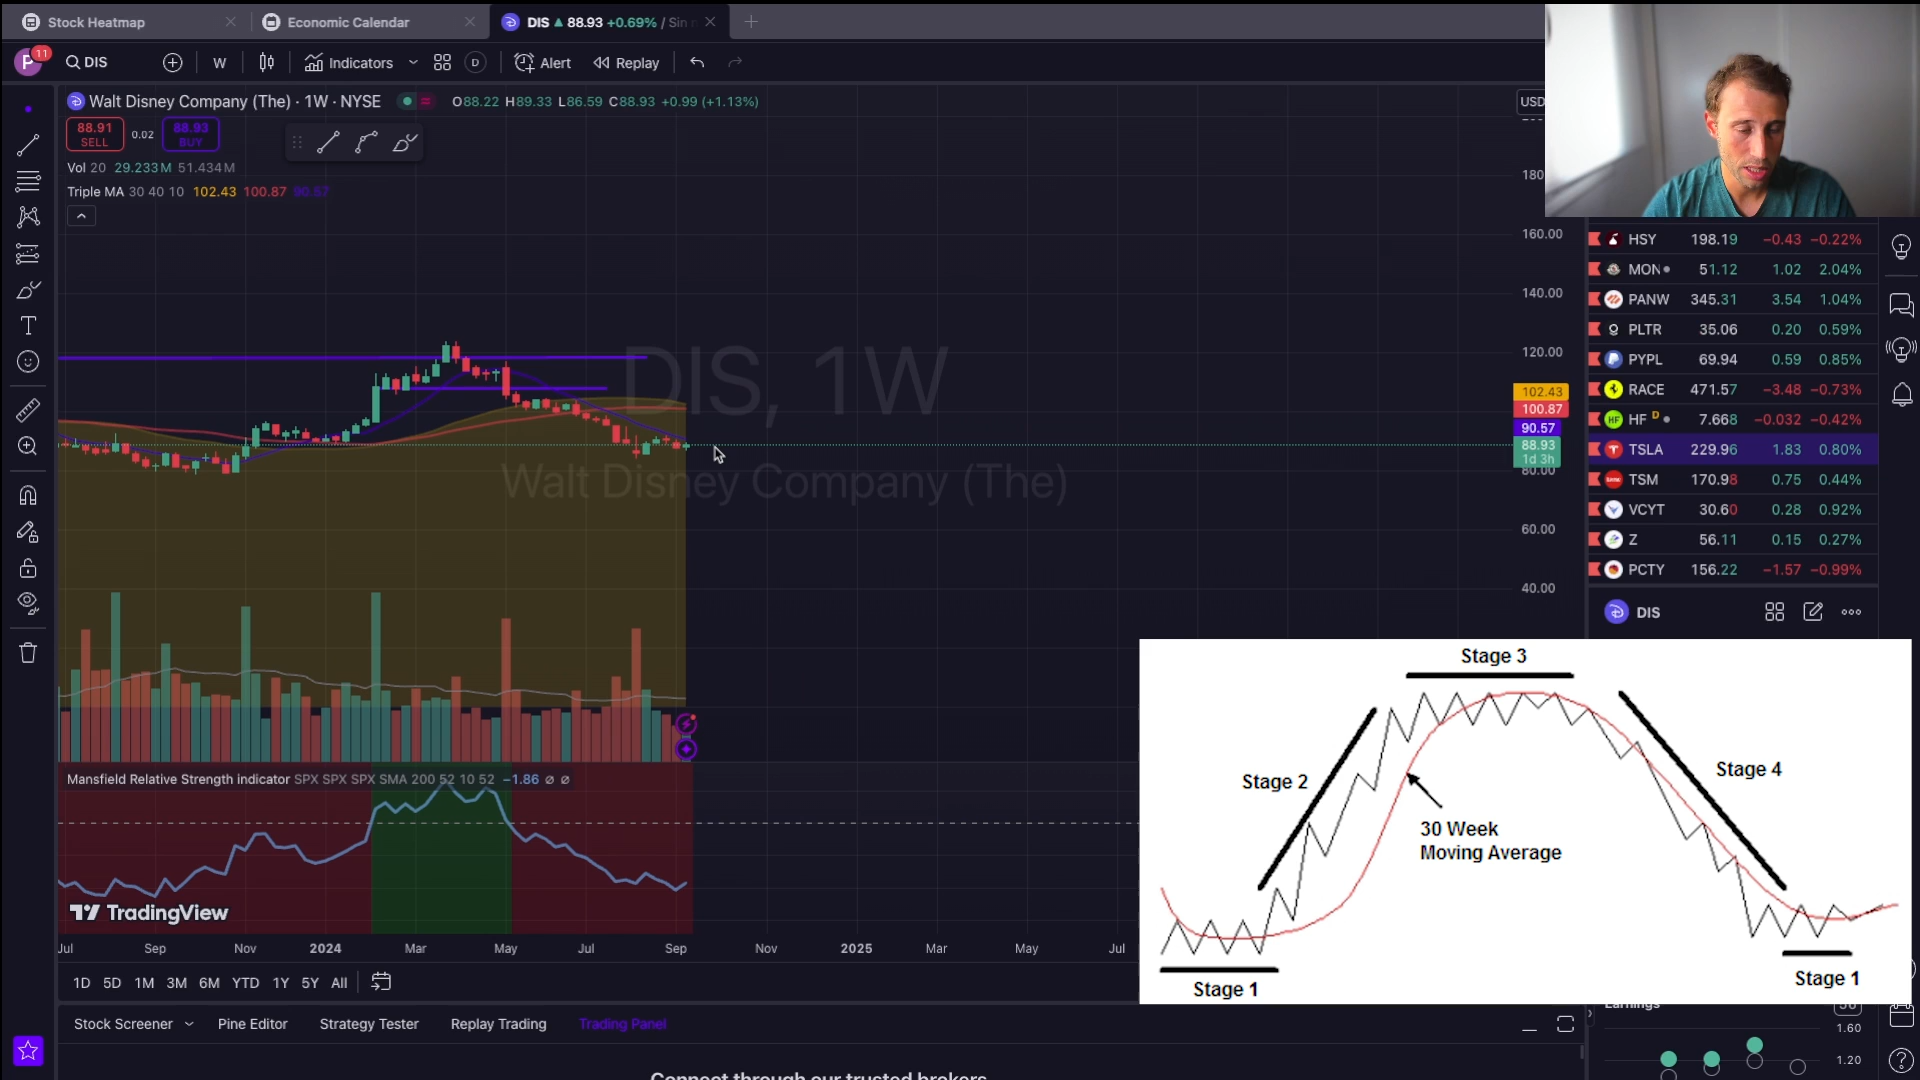 Stock Heatmap
Economic Calendar
DIS ▲ 88.93 +0.69% / Sin n
P 11
DIS
W
Indicators
D
Alert
Replay
Walt Disney Company (The) · 1W · NYSE
O88.22 H89.33 L86.59 C88.93 +0.99 (+1.13%)
USD
88.91 SELL
0.02
88.93 BUY
Vol 20 29.233M 51.434M
Triple MA 30 40 10 102.43 100.87 90.57
180
160.00
140.00
120.00
102.43
100.87
90.57
88.93
1d 3h
80.00
60.00
40.00
DIS, 1W
Walt Disney Company (The)
HSY 198.19 −0.43 −0.22%
MON 51.12 1.02 2.04%
PANW 345.31 3.54 1.04%
PLTR 35.06 0.20 0.59%
PYPL 69.94 0.59 0.85%
RACE 471.57 −3.48 −0.73%
HF D 7.668 −0.032 −0.42%
TSLA 229.96 1.83 0.80%
TSM 170.98 0.75 0.44%
VCYT 30.60 0.28 0.92%
Z 56.11 0.15 0.27%
PCTY 156.22 −1.57 −0.99%
DIS
Stage 3
Stage 2
Stage 4
30 Week
Moving Average
Stage 1
Stage 1
Mansfield Relative Strength indicator SPX SPX SPX SMA 200 52 10 52 −1.86 ∅ ∅
TradingView
Jul Sep Nov 2024 Mar May Jul Sep Nov 2025 Mar May Jul
1D 5D 1M 3M 6M YTD 1Y 5Y All
Stock Screener
Pine Editor
Strategy Tester
Replay Trading
Trading Panel
Earnings
1.60
1.20
Connect through our trusted brokers